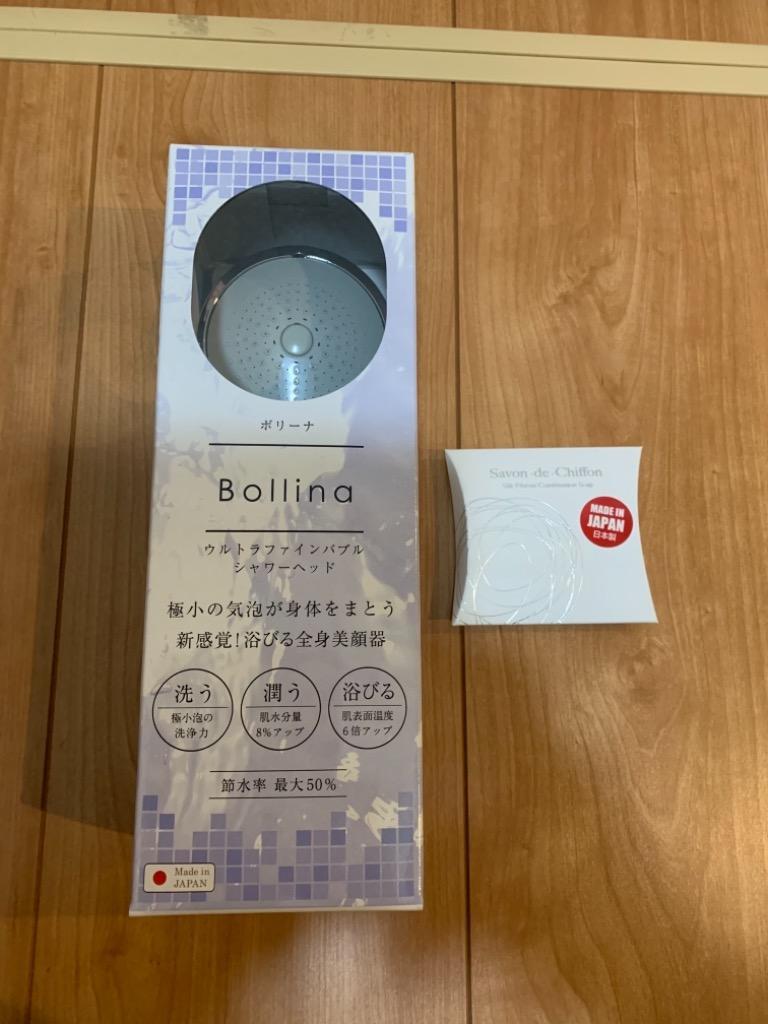 ボリーナ
Bollina
ウルトラファインバブル
シャワーヘッド
極小の気泡が身体をまとう
新感覚!浴びる全身美顔器
洗う
極小泡の
洗浄力
潤う
肌水分量
8%アップ
浴びる
肌表面温度
6倍アップ
節水率 最大50%
Made in
JAPAN
Savon-de-Chiffon
Combination Soap
MADE IN
JAPAN
日本製